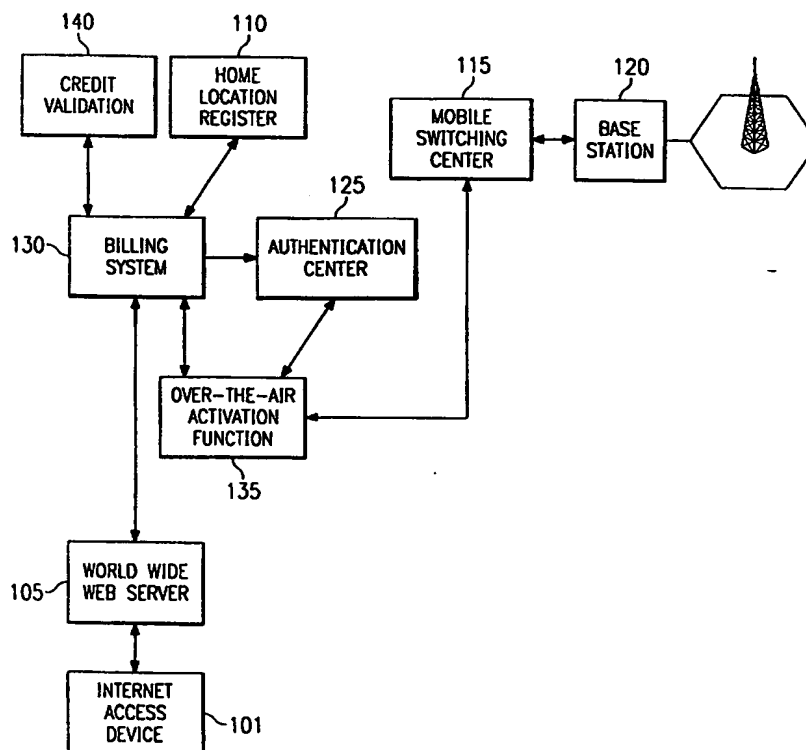 140
CREDIT
VALIDATION
110
HOME
LOCATION
REGISTER
115
MOBILE
SWITCHING
CENTER
120
BASE
STATION
130
BILLING
SYSTEM
125
AUTHENTICATION
CENTER
OVER-THE-AIR
ACTIVATION
FUNCTION
135
105
WORLD WIDE
WEB SERVER
INTERNET
ACCESS
DEVICE
101